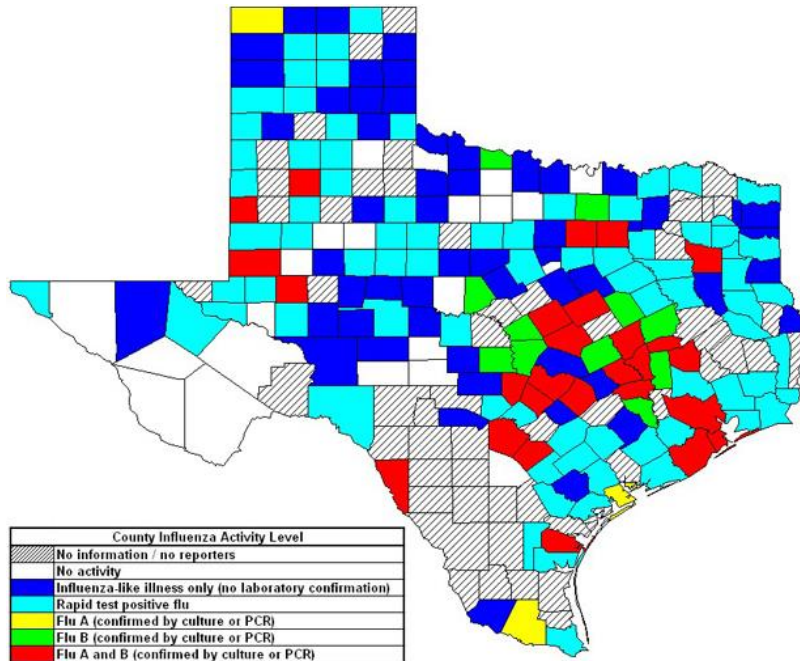 County Influenza Activity Level
No information / no reporters
No activity
Influenza-like illness only (no laboratory confirmation)
Rapid test positive flu
Flu A (confirmed by culture or PCR)
Flu B (confirmed by culture or PCR)
Flu A and B (confirmed by culture or PCR)